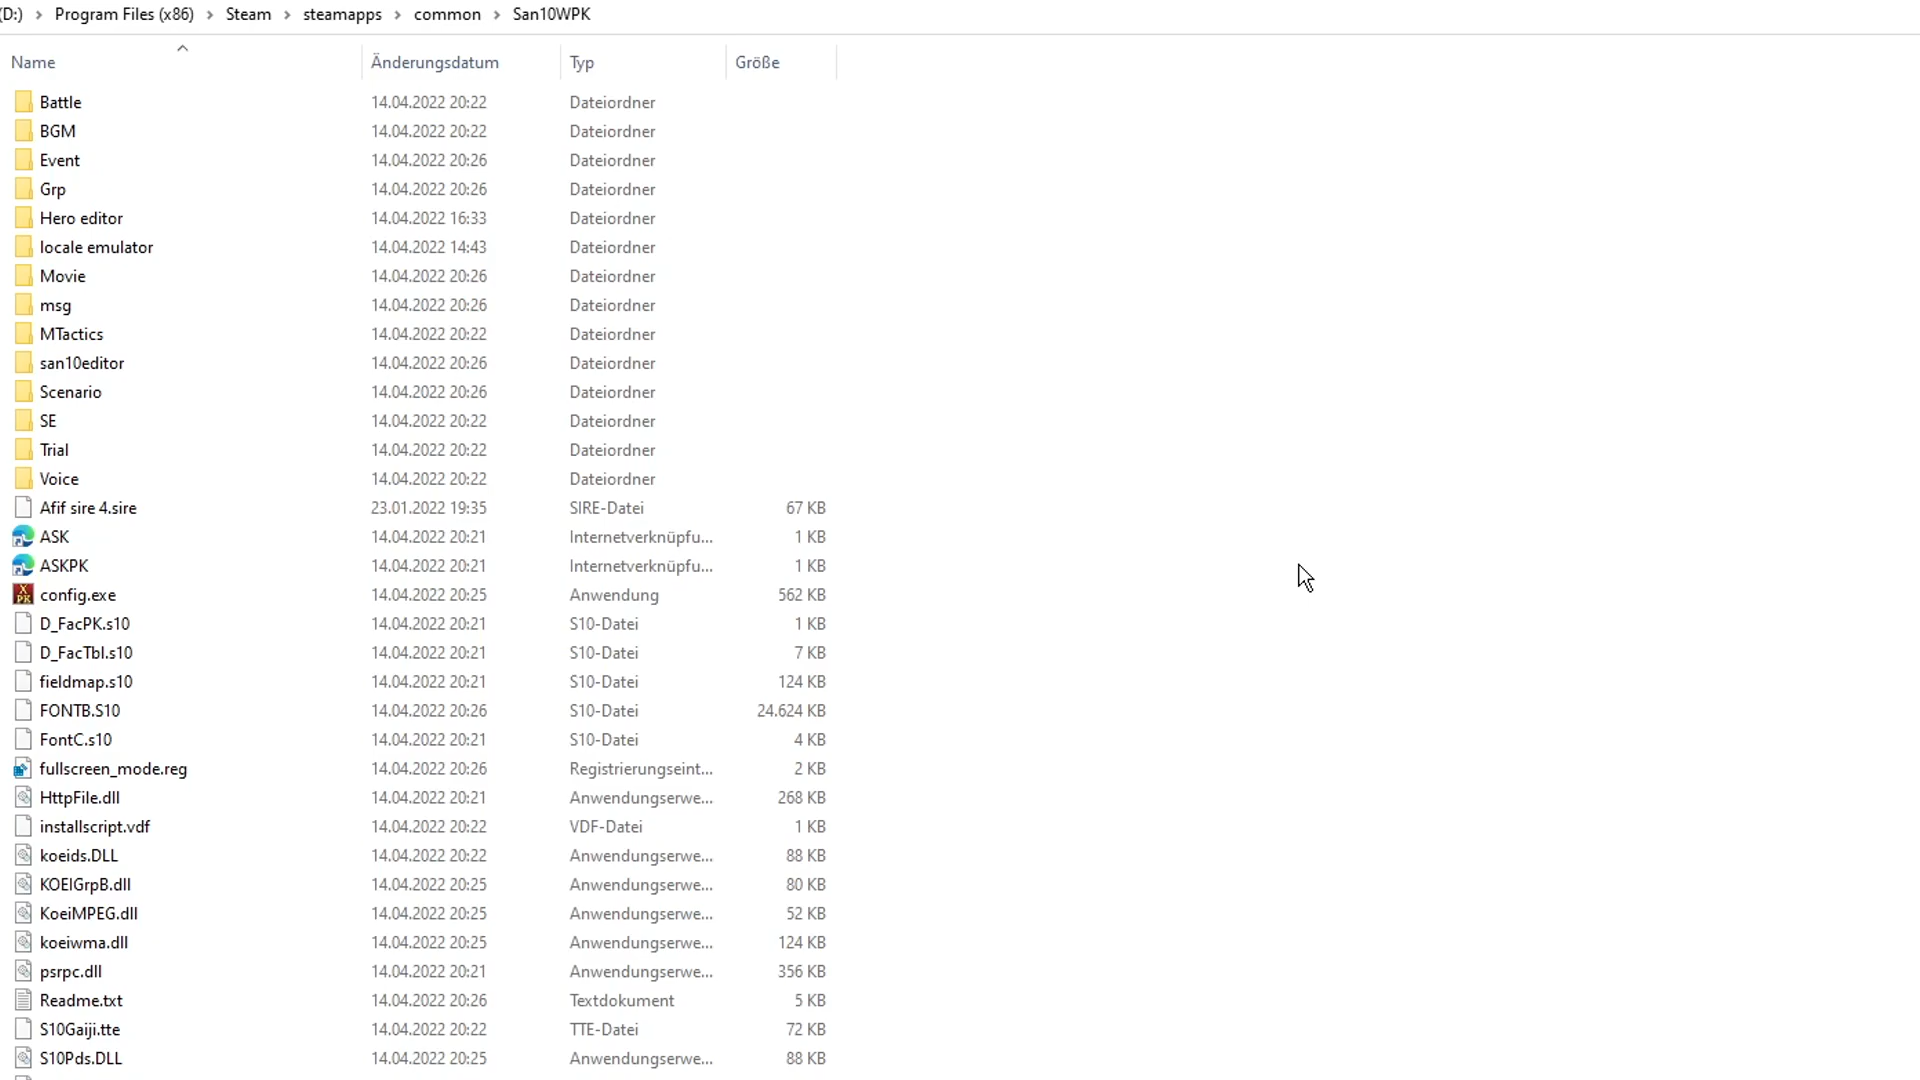 (D:) > Program Files (x86) > Steam > steamapps > common > San10WPK
Name Änderungsdatum Typ Größe
Battle 14.04.2022 20:22 Dateiordner
BGM 14.04.2022 20:22 Dateiordner
Event 14.04.2022 20:26 Dateiordner
Grp 14.04.2022 20:26 Dateiordner
Hero editor 14.04.2022 16:33 Dateiordner
locale emulator 14.04.2022 14:43 Dateiordner
Movie 14.04.2022 20:26 Dateiordner
msg 14.04.2022 20:26 Dateiordner
MTactics 14.04.2022 20:22 Dateiordner
san10editor 14.04.2022 20:26 Dateiordner
Scenario 14.04.2022 20:26 Dateiordner
SE 14.04.2022 20:22 Dateiordner
Trial 14.04.2022 20:22 Dateiordner
Voice 14.04.2022 20:22 Dateiordner
Afif sire 4.sire 23.01.2022 19:35 SIRE-Datei 67 KB
ASK 14.04.2022 20:21 Internetverknüpfu... 1 KB
ASKPK 14.04.2022 20:21 Internetverknüpfu... 1 KB
config.exe 14.04.2022 20:25 Anwendung 562 KB
D_FacPK.s10 14.04.2022 20:21 S10-Datei 1 KB
D_FacTbl.s10 14.04.2022 20:21 S10-Datei 7 KB
fieldmap.s10 14.04.2022 20:21 S10-Datei 124 KB
FONTB.S10 14.04.2022 20:26 S10-Datei 24.624 KB
FontC.s10 14.04.2022 20:21 S10-Datei 4 KB
fullscreen_mode.reg 14.04.2022 20:26 Registrierungseint... 2 KB
HttpFile.dll 14.04.2022 20:21 Anwendungserwe... 268 KB
installscript.vdf 14.04.2022 20:22 VDF-Datei 1 KB
koeids.DLL 14.04.2022 20:22 Anwendungserwe... 88 KB
KOEIGrpB.dll 14.04.2022 20:25 Anwendungserwe... 80 KB
KoeiMPEG.dll 14.04.2022 20:25 Anwendungserwe... 52 KB
koeiwma.dll 14.04.2022 20:25 Anwendungserwe... 124 KB
psrpc.dll 14.04.2022 20:21 Anwendungserwe... 356 KB
Readme.txt 14.04.2022 20:26 Textdokument 5 KB
S10Gaiji.tte 14.04.2022 20:22 TTE-Datei 72 KB
S10Pds.DLL 14.04.2022 20:25 Anwendungserwe... 88 KB